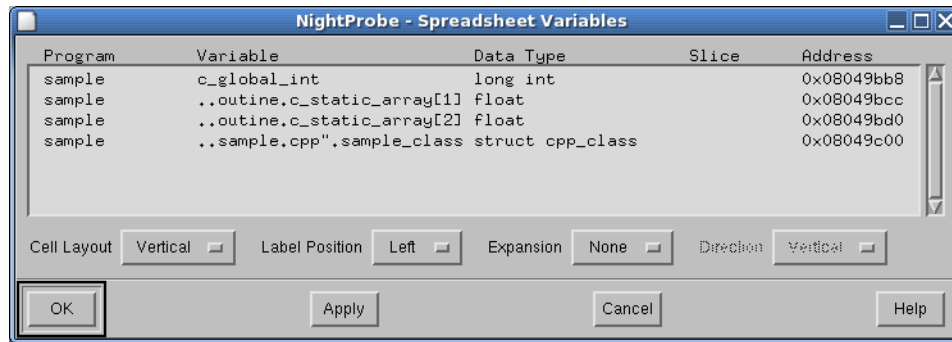 NightProbe - Spreadsheet Variables
Program Variable Data Type Slice Address
sample c_global_int long int 0x08049bb8
sample ..outine.c_static_array[1] float 0x08049bcc
sample ..outine.c_static_array[2] float 0x08049bd0
sample ..sample.cpp".sample_class struct cpp_class 0x08049c00
Cell Layout Vertical Label Position Left Expansion None Direction Vertical
OK Apply Cancel Help